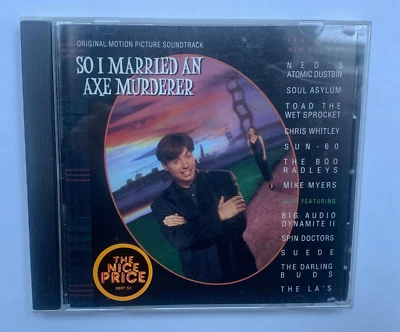 ORIGINAL MOTION PICTURE SOUNDTRACK
SO I MARRIED AN
AXE MURDERER
NED'S
ATOMIC DUSTBIN
SOUL ASYLUM
TOAD THE
WET SPROCKET
CHRIS WHITLEY
SUN-60
THE BOO
RADLEYS
MIKE MYERS
ALSO FEATURING
BIG AUDIO
DYNAMITE II
SPIN DOCTORS
SUEDE
THE DARLING
BUDS
THE LA'S
THE
NICE
PRICE